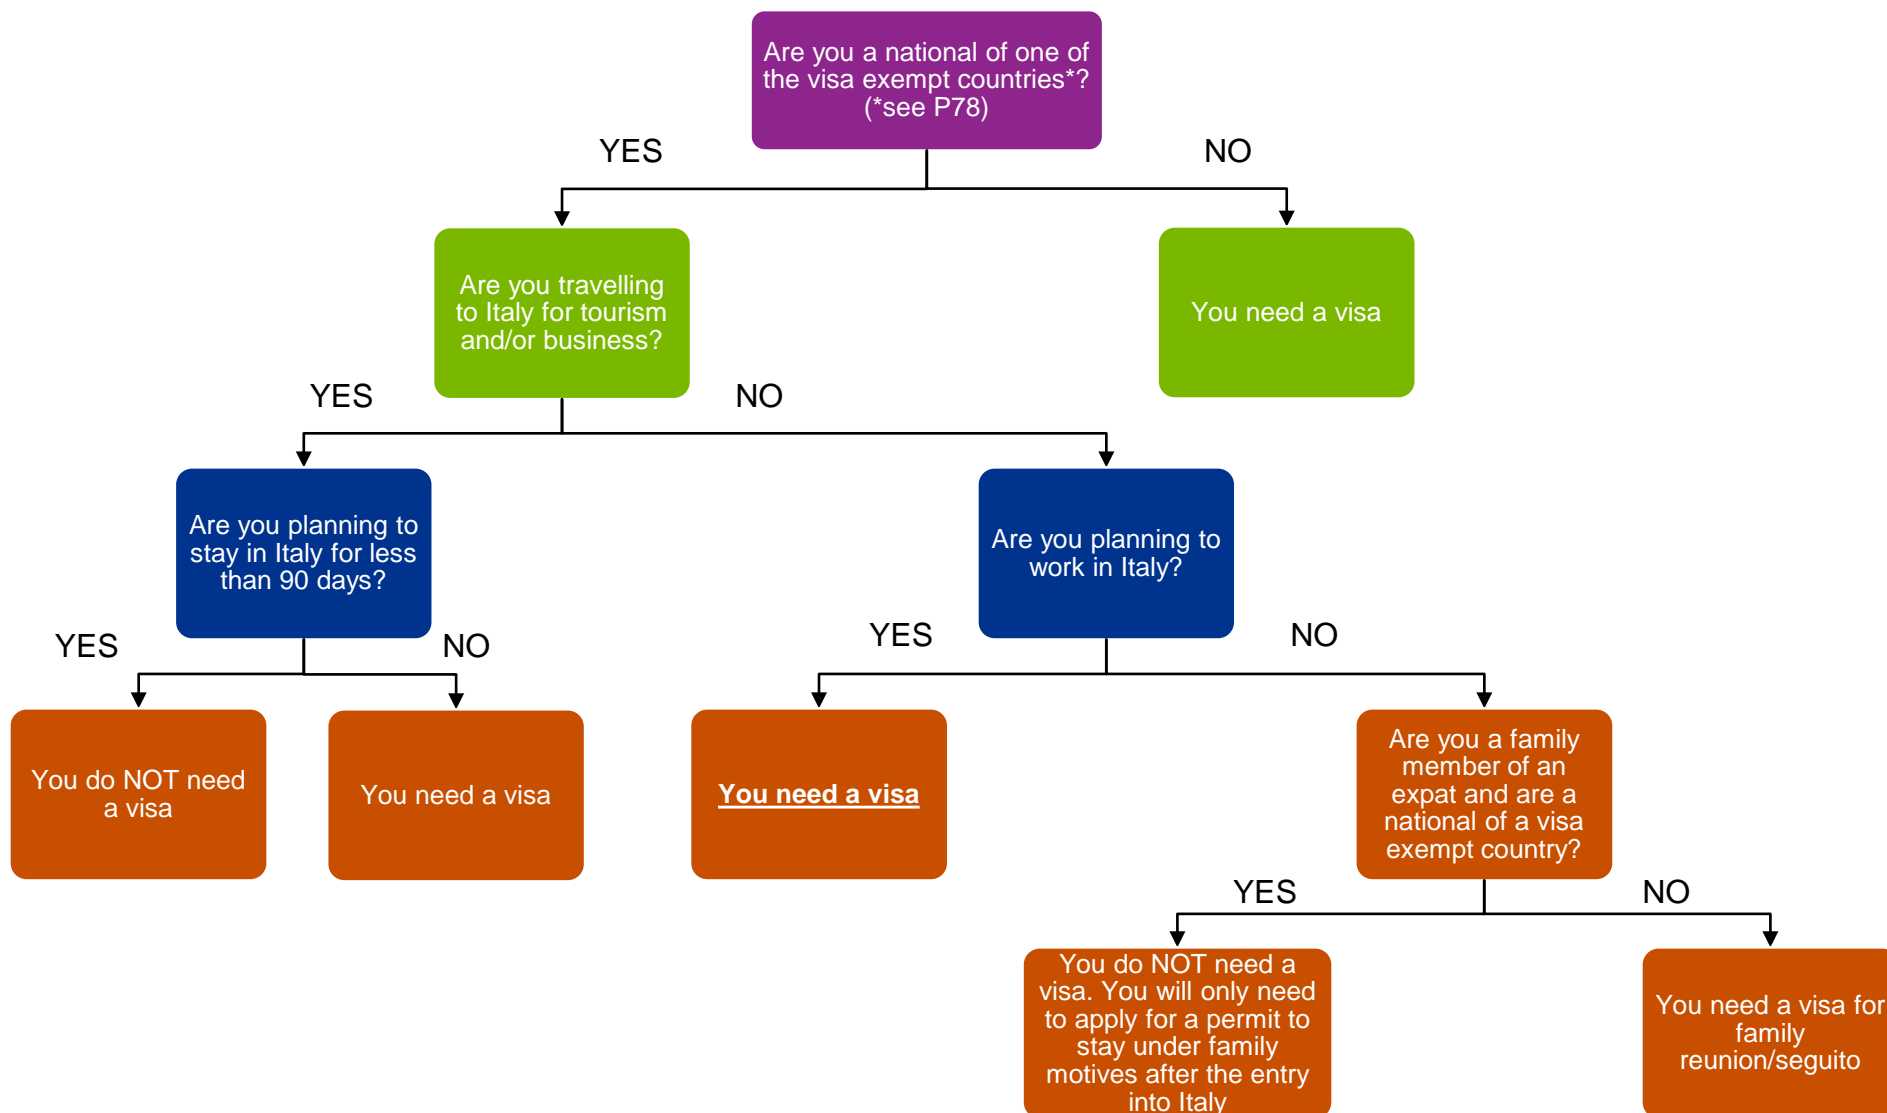 Are you a national of one of
the visa exempt countries*?
(*see P78)
YES
NO
Are you travelling
to Italy for tourism
and/or business?
You need a visa
YES
NO
Are you planning to
stay in Italy for less
than 90 days?
Are you planning to
work in Italy?
YES
NO
YES
NO
You do NOT need
a visa
You need a visa
You need a visa
Are you a family
member of an
expat and are a
national of a visa
exempt country?
YES
NO
You do NOT need a
visa. You will only need
to apply for a permit to
stay under family
motives after the entry
into Italy
You need a visa for
family
reunion/seguito